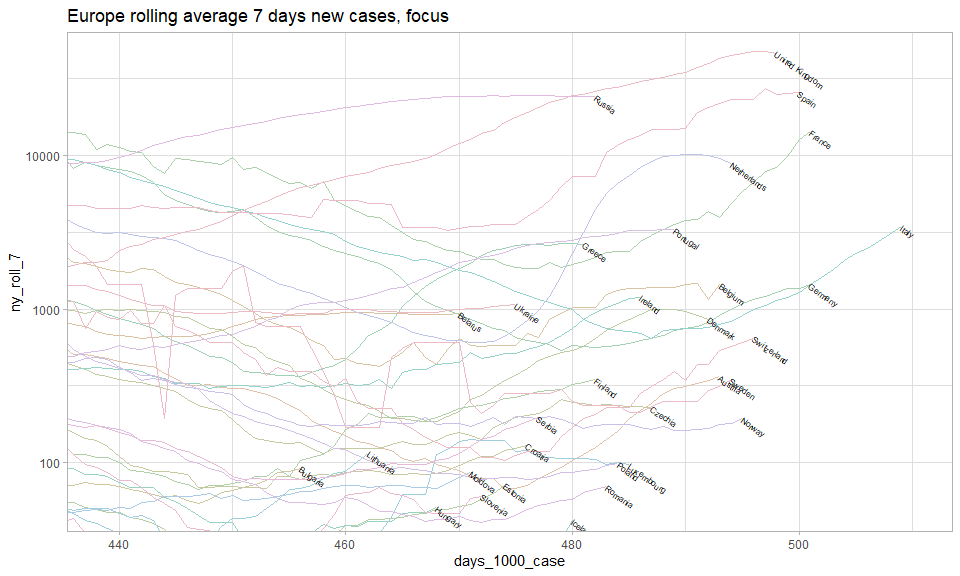 Europe rolling average 7 days new cases, focus
ny_roll_7
10000
1000
100
United Kingdom
Russia
Spain
France
Netherlands
Italy
Portugal
Greece
Germany
Belgium
Ireland
Ukraine
Belarus
Denmark
Switzerland
Finland
Austria
Sweden
Czechia
Serbia
Norway
Croatia
Lithuania
Bulgaria
Moldova
Poland
Luxembourg
Estonia
Romania
Slovenia
Hungary
Icela
440
460
480
500
days_1000_case